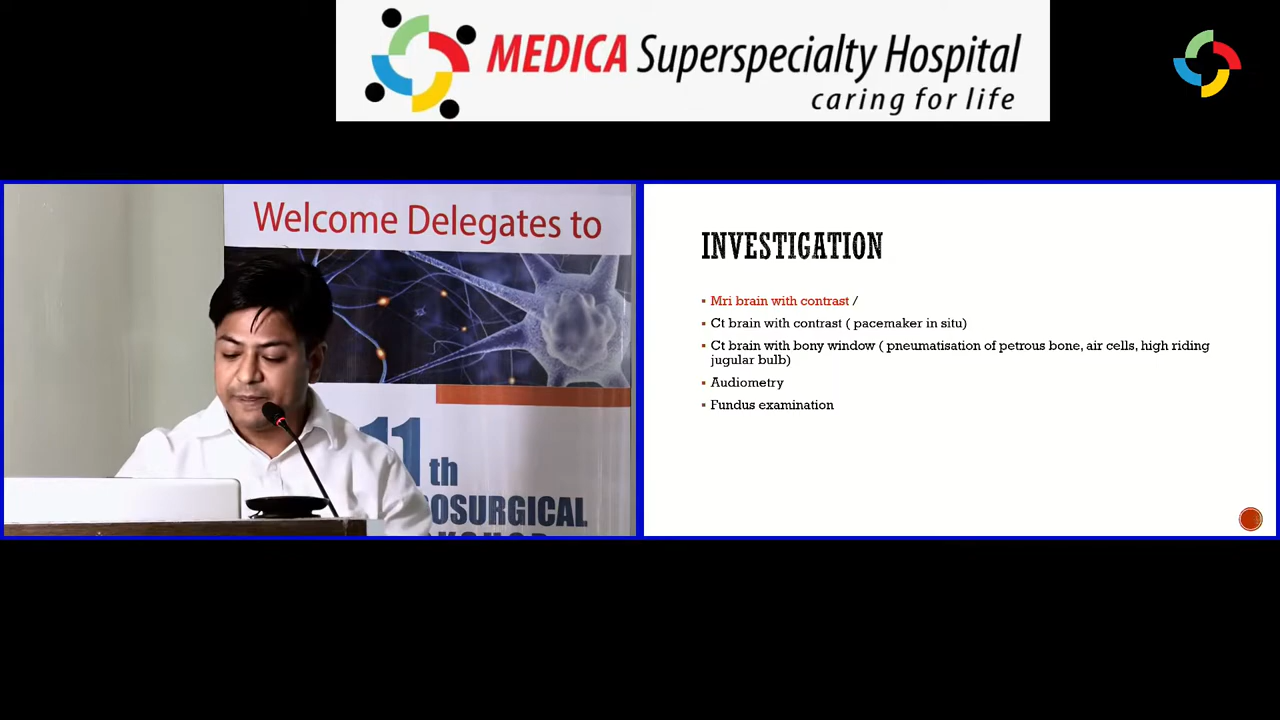 MEDICA Superspecialty Hospital
caring for life
Welcome Delegates to
11th
OSURGICAL
INVESTIGATION
▪ Mri brain with contrast /
▪ Ct brain with contrast ( pacemaker in situ)
▪ Ct brain with bony window ( pneumatisation of petrous bone, air cells, high riding
jugular bulb)
▪ Audiometry
▪ Fundus examination